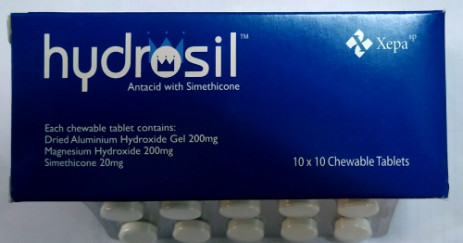 hydrosil™
Antacid with Simethicone
Xepa sp
Each chewable tablet contains:
Dried Aluminium Hydroxide Gel 200mg
Magnesium Hydroxide 200mg
Simethicone 20mg
10 x 10 Chewable Tablets